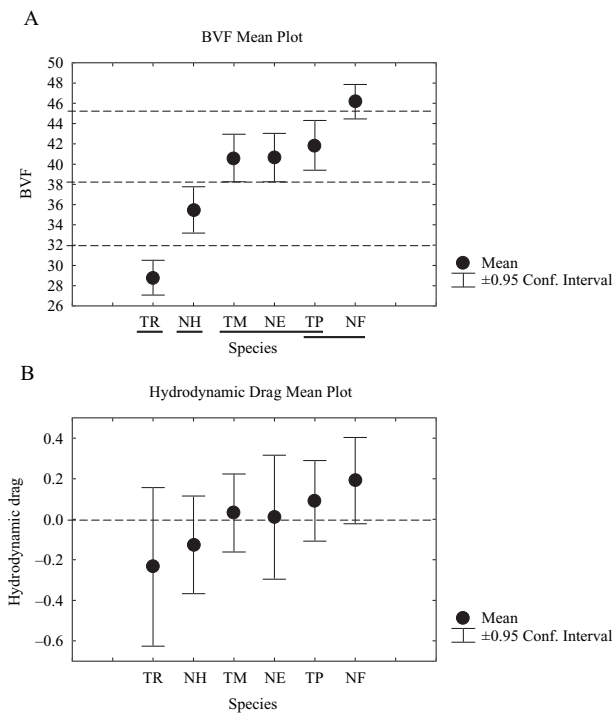 A
BVF Mean Plot
50
48
46
44
42
40
38
36
34
32
30
28
26
BVF
TR NH TM NE TP NF
Species
Mean
±0.95 Conf. Interval
B
Hydrodynamic Drag Mean Plot
0.4
0.2
0.0
–0.2
–0.4
–0.6
Hydrodynamic drag
TR NH TM NE TP NF
Species
Mean
±0.95 Conf. Interval